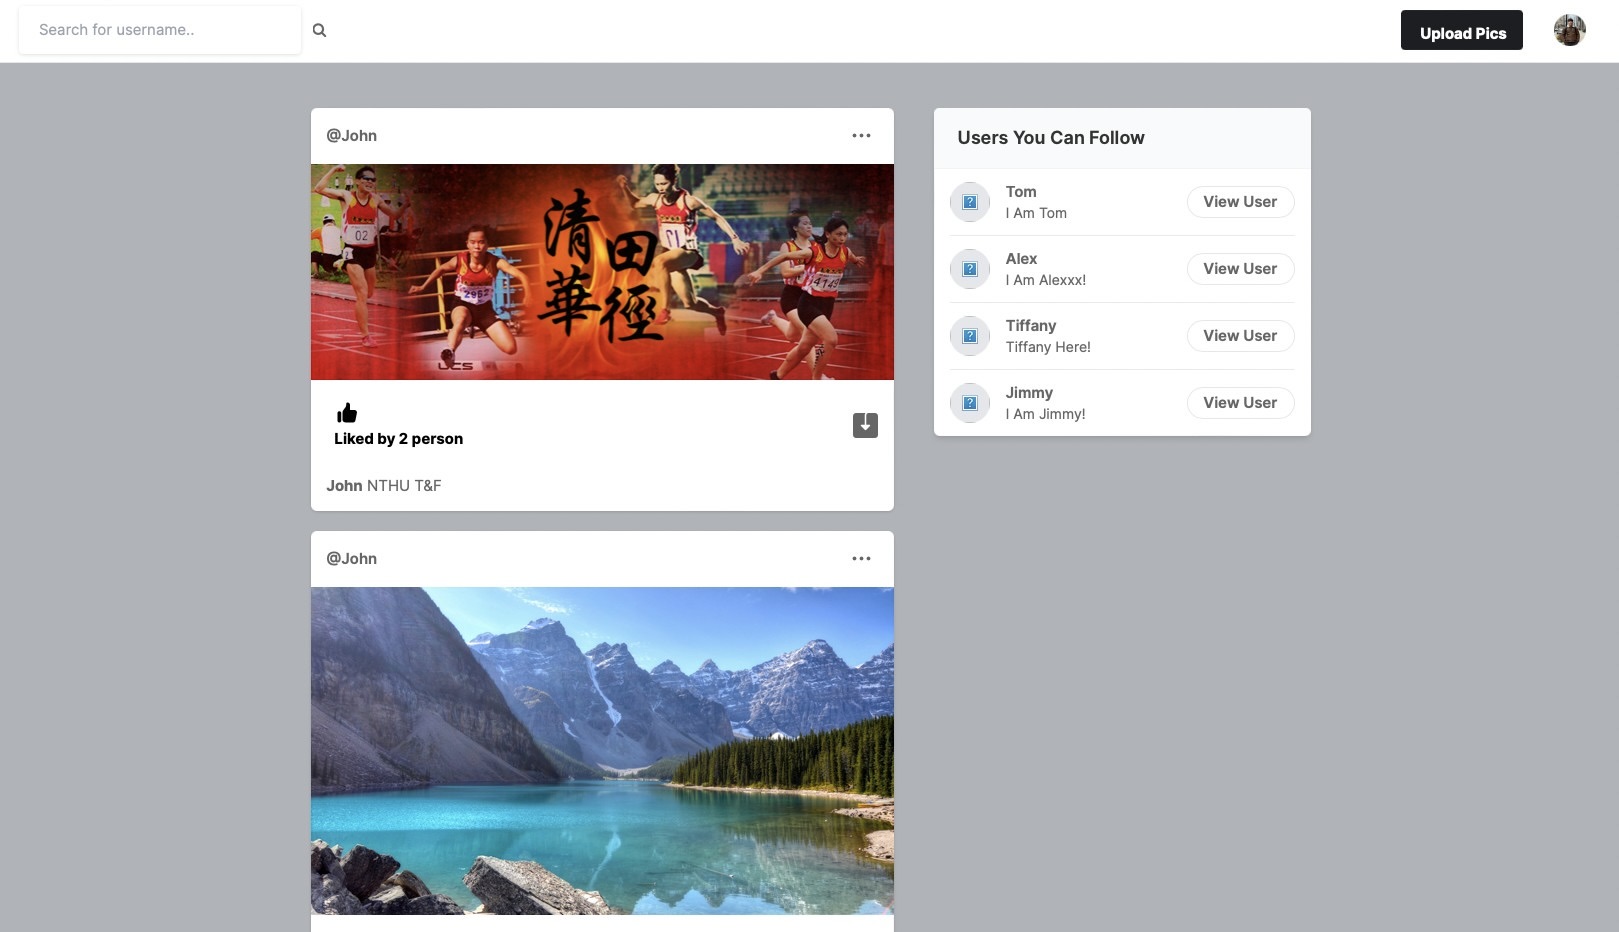 Search for username..
Upload Pics
@John
02
2952
清華
田徑
4149
UCS
Liked by 2 person
John NTHU T&F
@John
Users You Can Follow
Tom
I Am Tom
View User
Alex
I Am Alexxx!
View User
Tiffany
Tiffany Here!
View User
Jimmy
I Am Jimmy!
View User